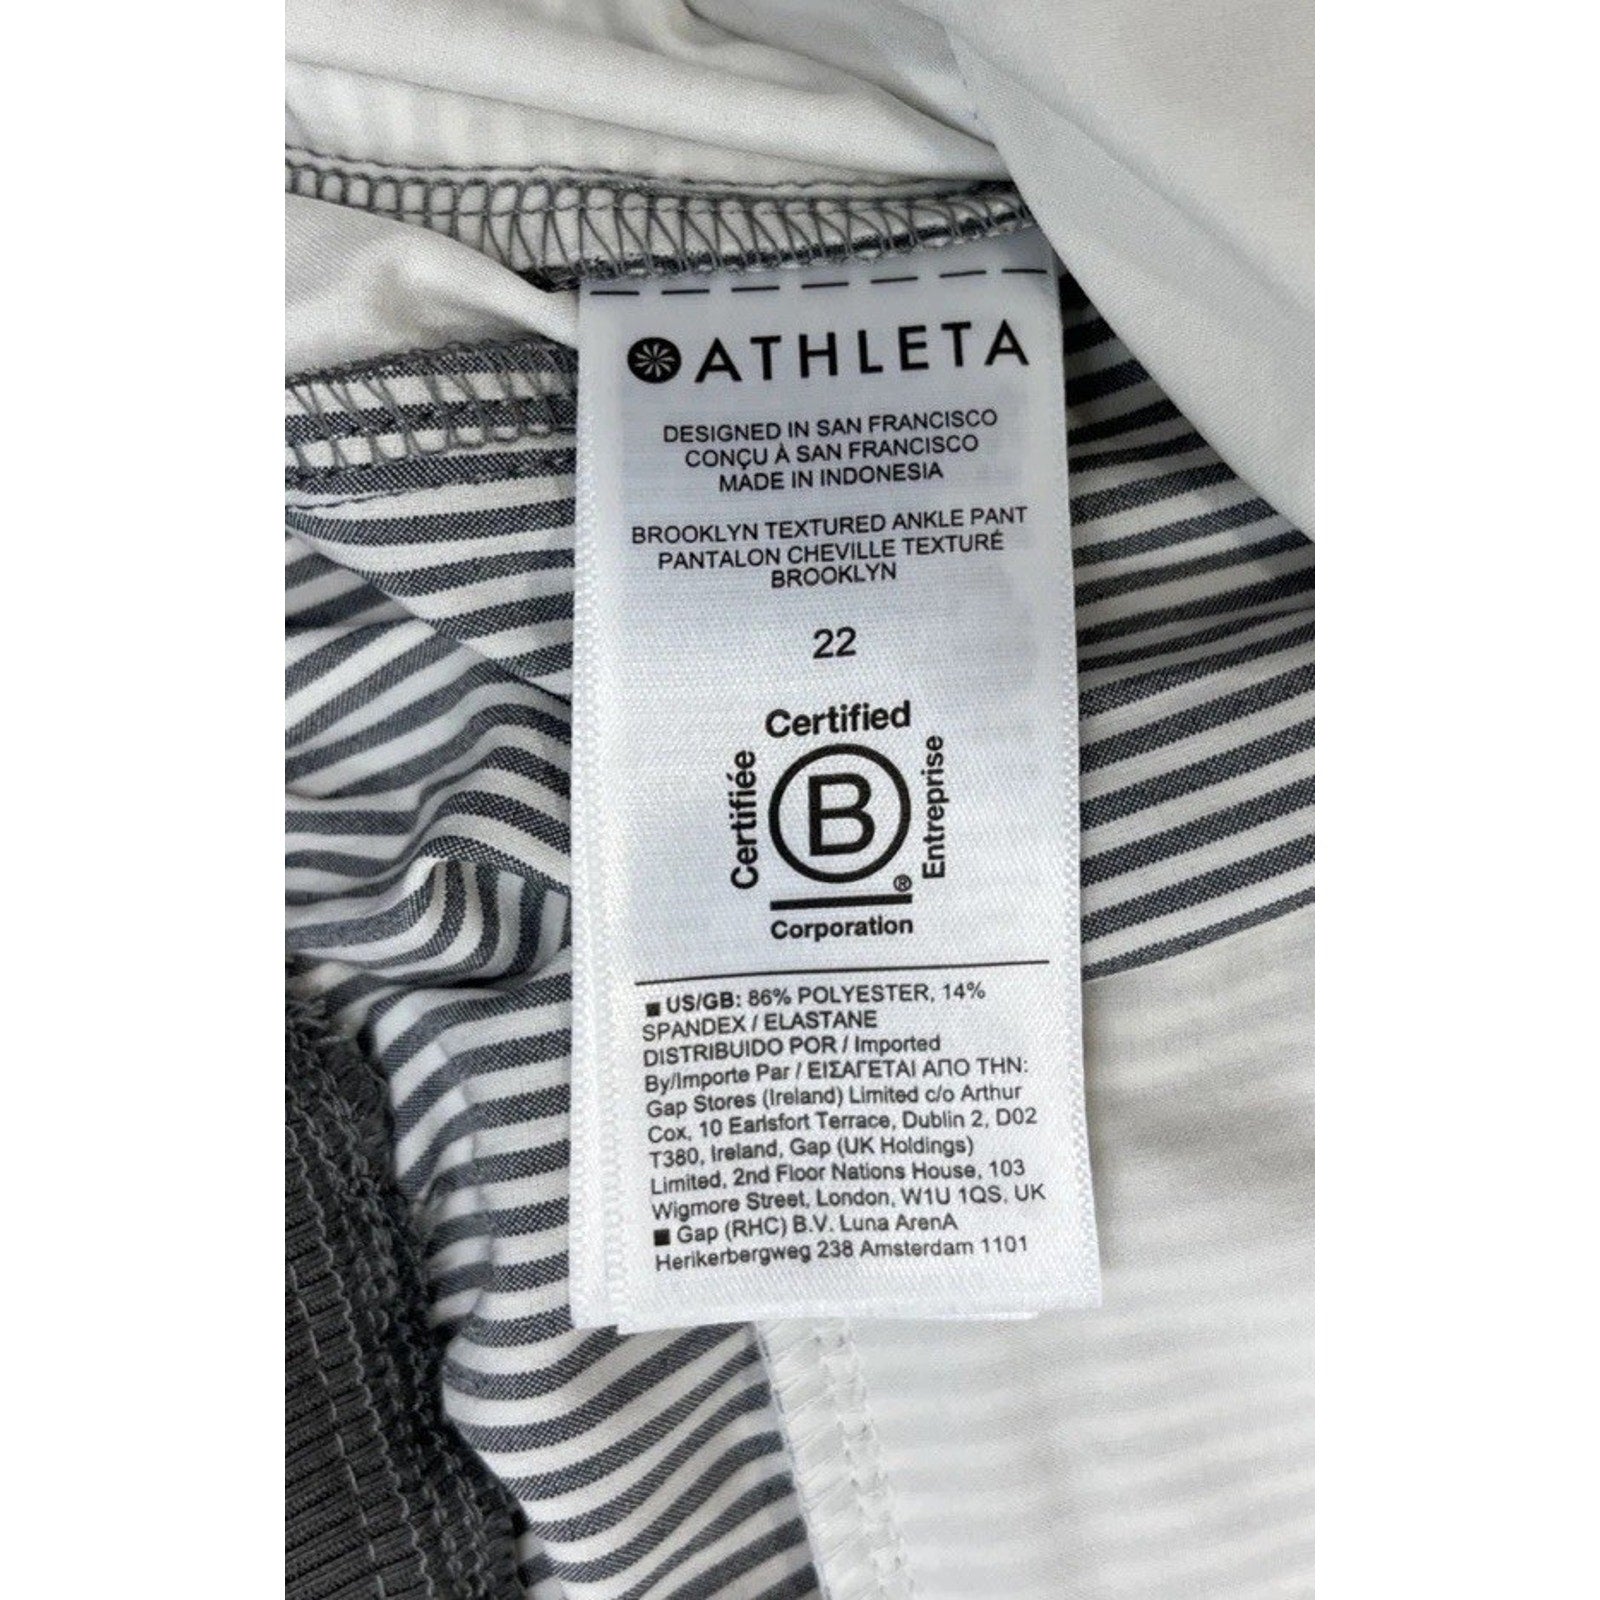 ATHLETA
DESIGNED IN SAN FRANCISCO
CONÇU À SAN FRANCISCO
MADE IN INDONESIA
BROOKLYN TEXTURED ANKLE PANT
PANTALON CHEVILLE TEXTURÉ
BROOKLYN
22
Certified
Certifiée
B
®
Entreprise
Corporation
■ US/GB: 86% POLYESTER, 14%
SPANDEX / ELASTANE
DISTRIBUIDO POR / Imported
By/Importe Par / ΕΙΣΑΓΕΤΑΙ ΑΠΟ ΤΗΝ:
Gap Stores (Ireland) Limited c/o Arthur
Cox, 10 Earlsfort Terrace, Dublin 2, D02
T380, Ireland, Gap (UK Holdings)
Limited, 2nd Floor Nations House, 103
Wigmore Street, London, W1U 1QS, UK
■ Gap (RHC) B.V. Luna ArenA
Herikerbergweg 238 Amsterdam 1101